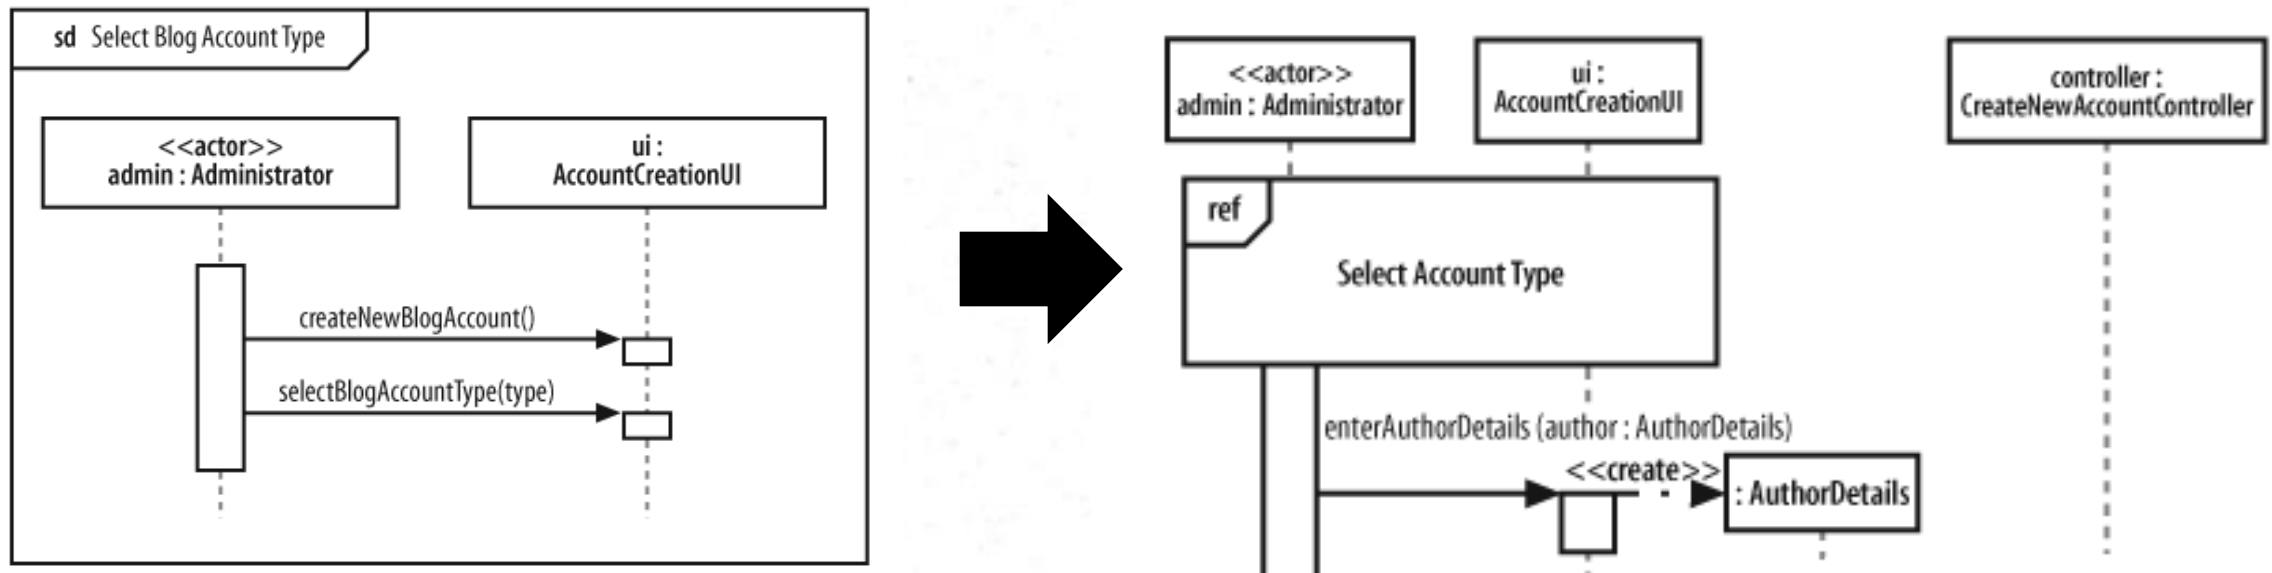 sd Select Blog Account Type
<<actor>>
admin : Administrator
ui :
AccountCreationUI
createNewBlogAccount()
selectBlogAccountType(type)
<<actor>>
admin : Administrator
ui :
AccountCreationUI
controller :
CreateNewAccountController
ref
Select Account Type
enterAuthorDetails (author : AuthorDetails)
<<create>>
: AuthorDetails